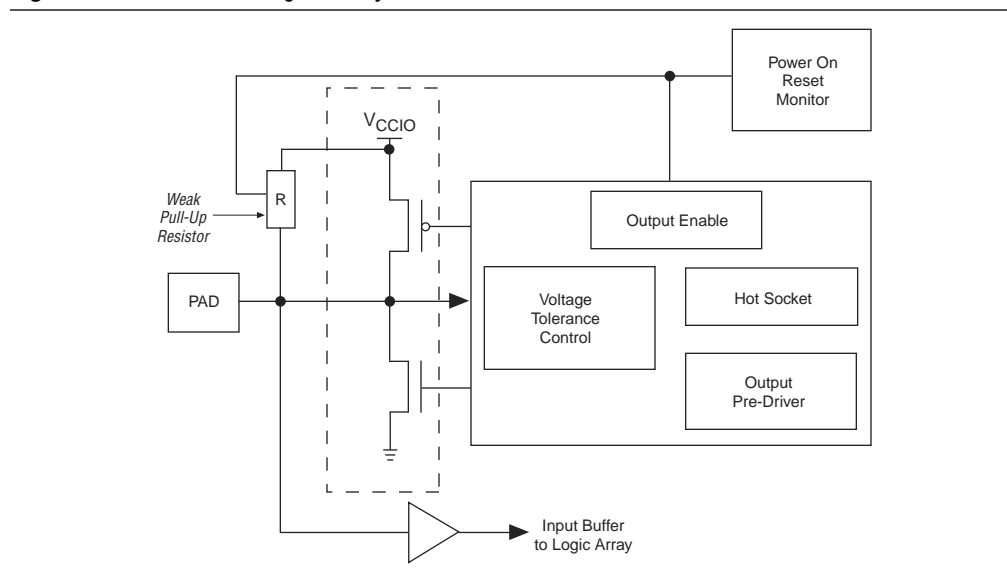 Power On
Reset
Monitor
VCCIO
R
Weak
Pull-Up
Resistor
Output Enable
PAD
Voltage
Tolerance
Control
Hot Socket
Output
Pre-Driver
Input Buffer
to Logic Array